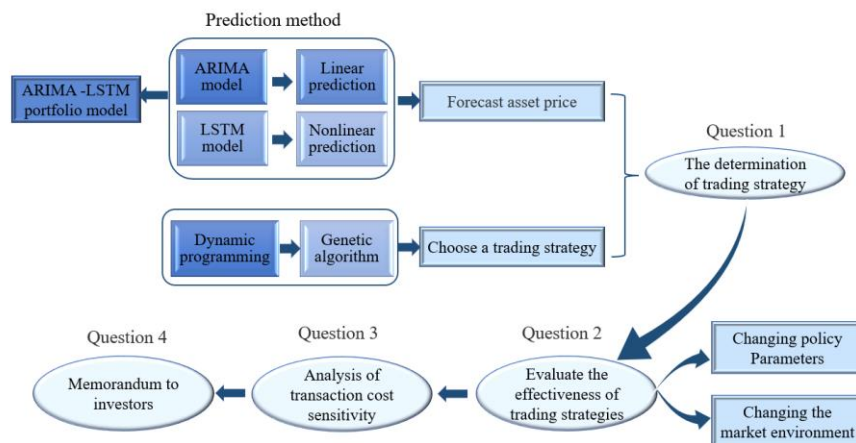 Prediction method
ARIMA -LSTM
portfolio model
ARIMA
model
Linear
prediction
LSTM
model
Nonlinear
prediction
Forecast asset price
Dynamic
programming
Genetic
algorithm
Choose a trading strategy
Question 1
The determination
of trading strategy
Question 4
Memorandum to
investors
Question 3
Analysis of
transaction cost
sensitivity
Question 2
Evaluate the
effectiveness of
trading strategies
Changing policy
Parameters
Changing the
market environment